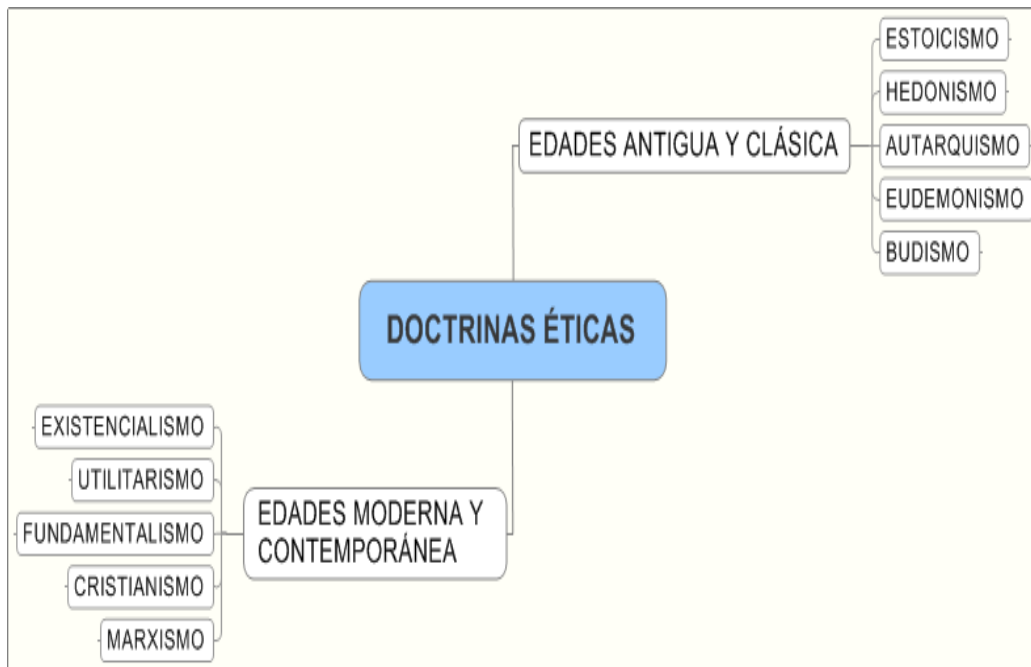 ESTOICISMO
HEDONISMO
EDADES ANTIGUA Y CLÁSICA
AUTARQUISMO
EUDEMONISMO
BUDISMO
DOCTRINAS ÉTICAS
EXISTENCIALISMO
UTILITARISMO
EDADES MODERNA Y
CONTEMPORÁNEA
FUNDAMENTALISMO
CRISTIANISMO
MARXISMO